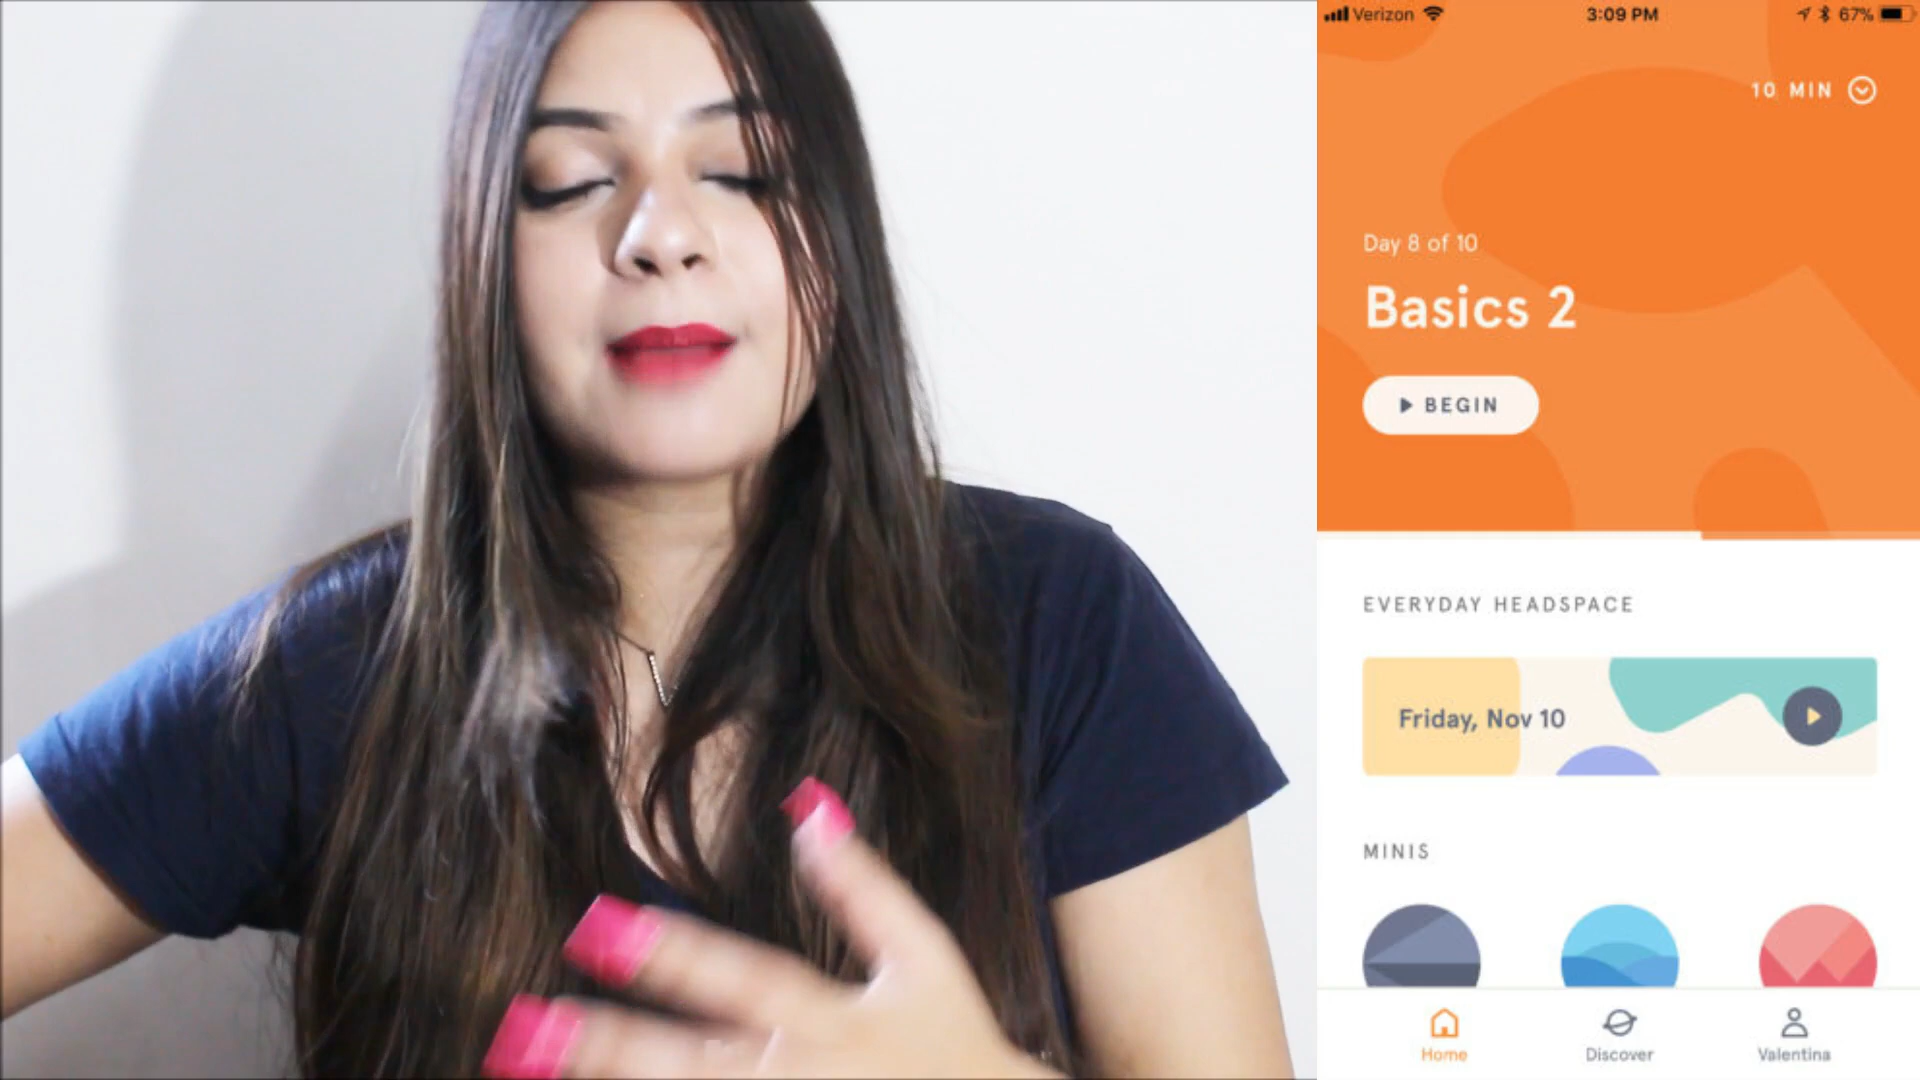 Verizon 3:09 PM 67%
10 MIN
Day 8 of 10
Basics 2
BEGIN
EVERYDAY HEADSPACE
Friday, Nov 10
MINIS
Home Discover Valentina